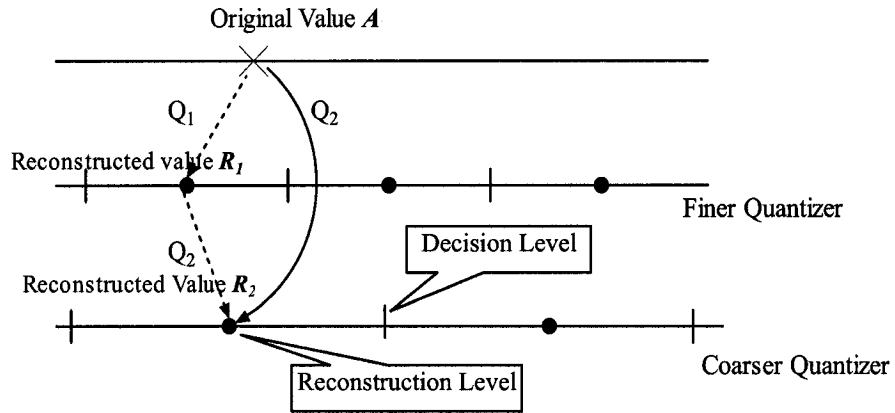 Original Value A
Q1
Q2
Reconstructed value R1
Finer Quantizer
Decision Level
Q2
Reconstructed Value R2
Coarser Quantizer
Reconstruction Level